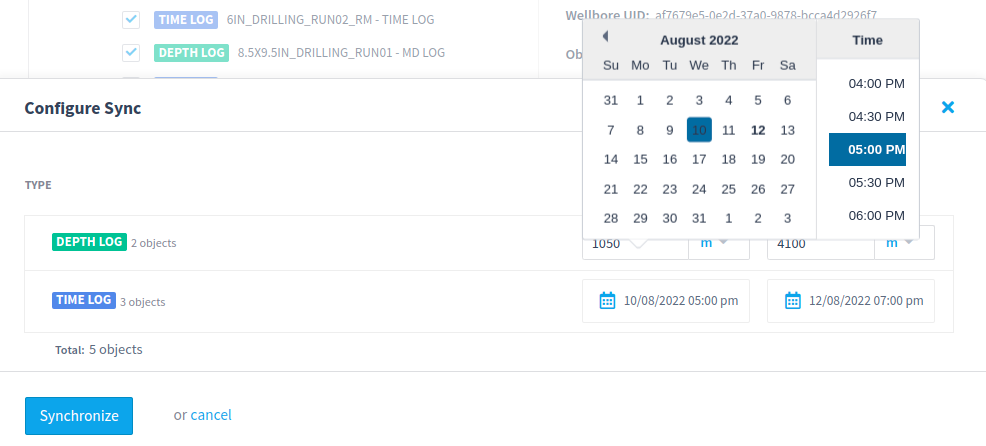 TIME LOG 6IN_DRILLING_RUN02_RM - TIME LOG
DEPTH LOG 8.5X9.5IN_DRILLING_RUN01 - MD LOG
Wellbore UID: af7679e5-0e2d-37a0-9878-bcca4d2926f7
Ob
Configure Sync
August 2022
Su Mo Tu We Th Fr Sa
31 1 2 3 4 5 6
7 8 9 10 11 12 13
14 15 16 17 18 19 20
21 22 23 24 25 26 27
28 29 30 31 1 2 3
Time
04:00 PM
04:30 PM
05:00 PM
05:30 PM
06:00 PM
TYPE
DEPTH LOG 2 objects 1050 m 4100 m
TIME LOG 3 objects 10/08/2022 05:00 pm 12/08/2022 07:00 pm
Total: 5 objects
Synchronize or cancel